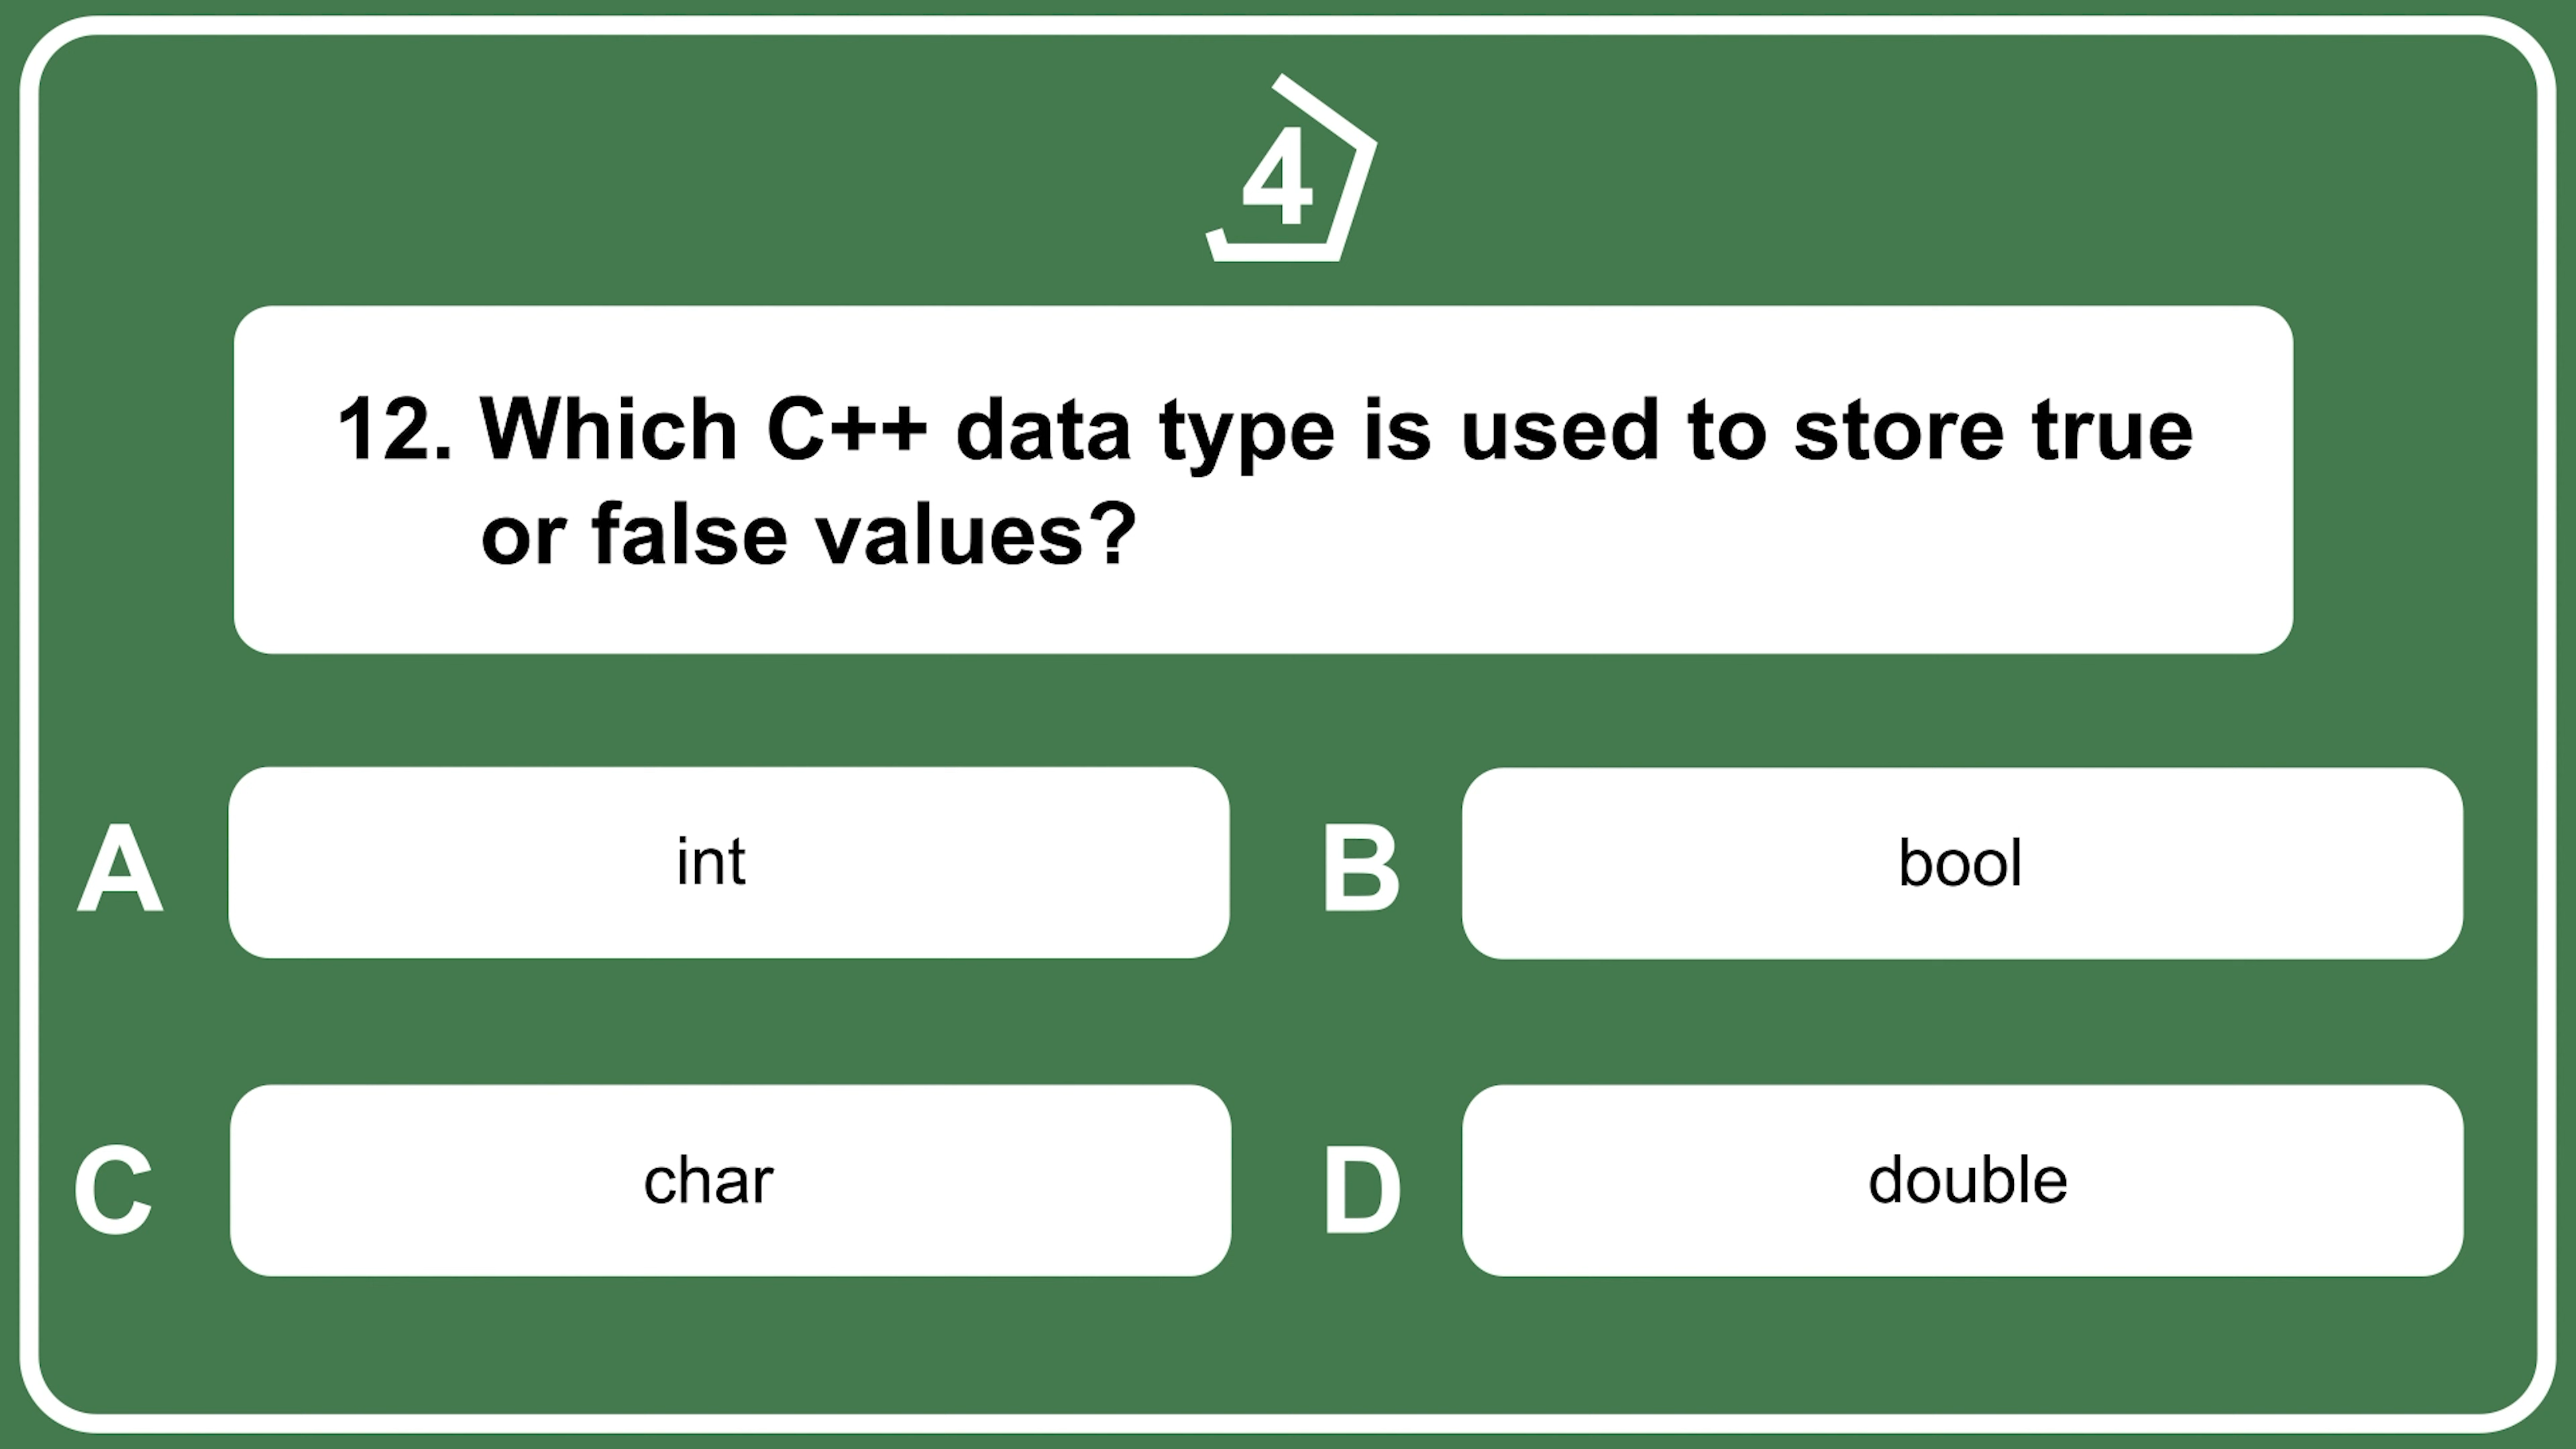 4
12. Which C++ data type is used to store true
or false values?
A
int
B
bool
C
char
D
double